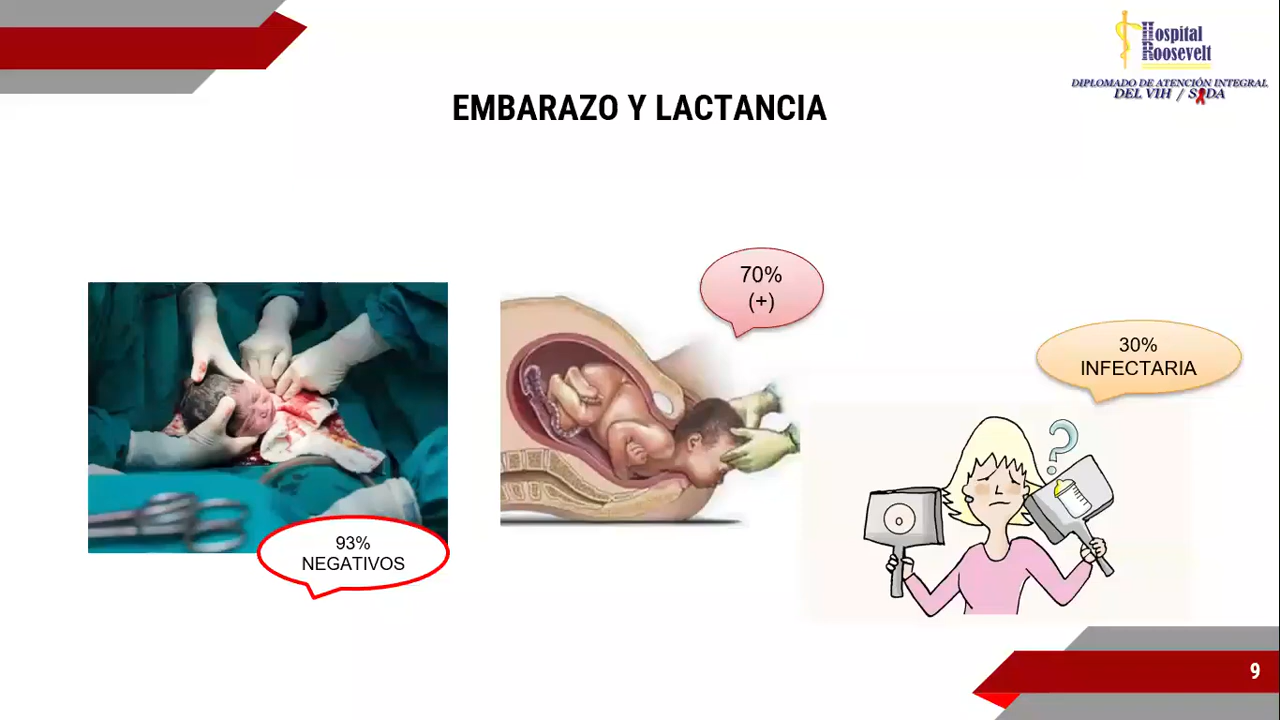 Hospital
Roosevelt
DIPLOMADO DE ATENCIÓN INTEGRAL
DEL VIH / SIDA
EMBARAZO Y LACTANCIA
70%
(+)
30%
INFECTARIA
93%
NEGATIVOS
9